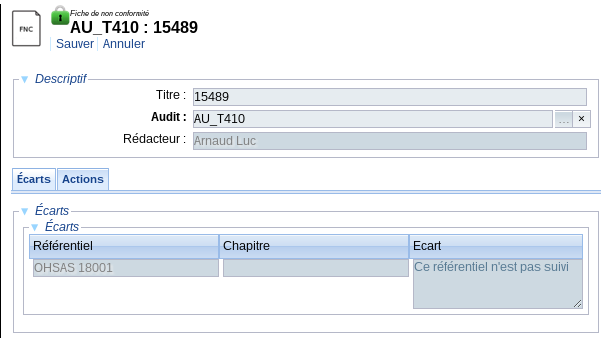 FNC
Fiche de non conformité
AU_T410 : 15489
Sauver Annuler
Descriptif
Titre : 15489
Audit : AU_T410 ... ×
Rédacteur : Arnaud Luc
Écarts Actions
Écarts
Écarts
Référentiel Chapitre Ecart
OHSAS 18001 Ce référentiel n'est pas suivi